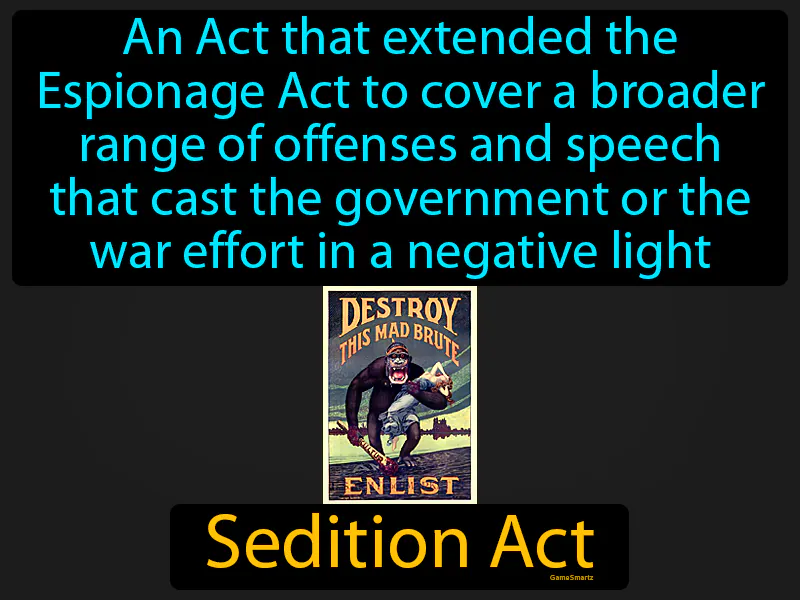 An Act that extended the
Espionage Act to cover a broader
range of offenses and speech
that cast the government or the
war effort in a negative light
DESTROY
THIS MAD BRUTE
KULTUR
ENLIST
Sedition Act
GameSmartz